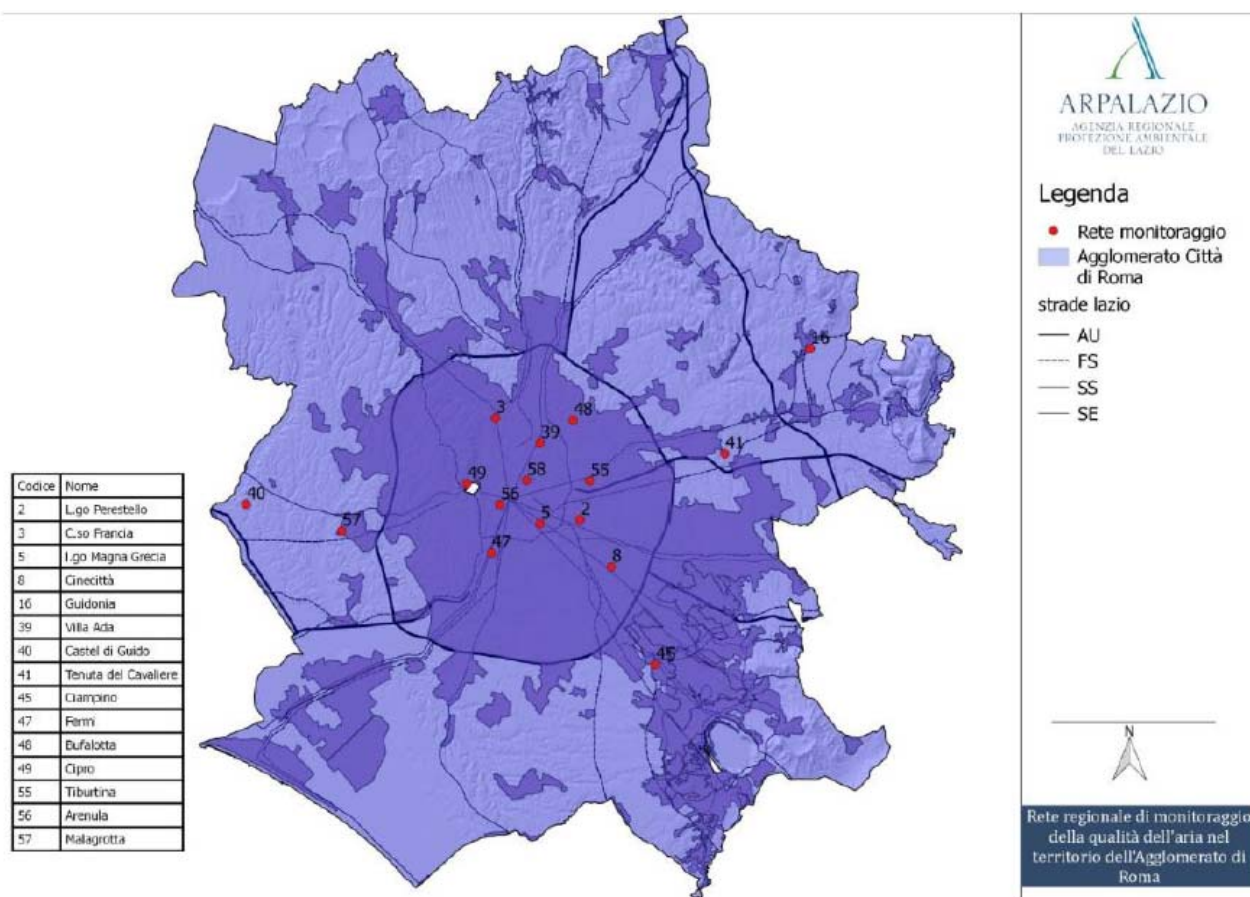 ARPALAZIO
AGENZIA REGIONALE
PROTEZIONE AMBIENTALE
DEL LAZIO
Legenda
Rete monitoraggio
Agglomerato Città
di Roma
strade lazio
AU
FS
SS
SE
N
Rete regionale di monitoraggio
della qualità dell'aria nel
territorio dell'Agglomerato di
Roma
16
3
48
39
41
49
58
55
40
56
57
5
2
47
8
45
Codice Nome
2 L.go Perestello
3 C.so Francia
5 l.go Magna Grecia
8 Cinecittà
16 Guidonia
39 Villa Ada
40 Castel di Guido
41 Tenuta del Cavaliere
45 Ciampino
47 Fermi
48 Bufalotta
49 Cipro
55 Tiburtina
56 Arenula
57 Malagrotta